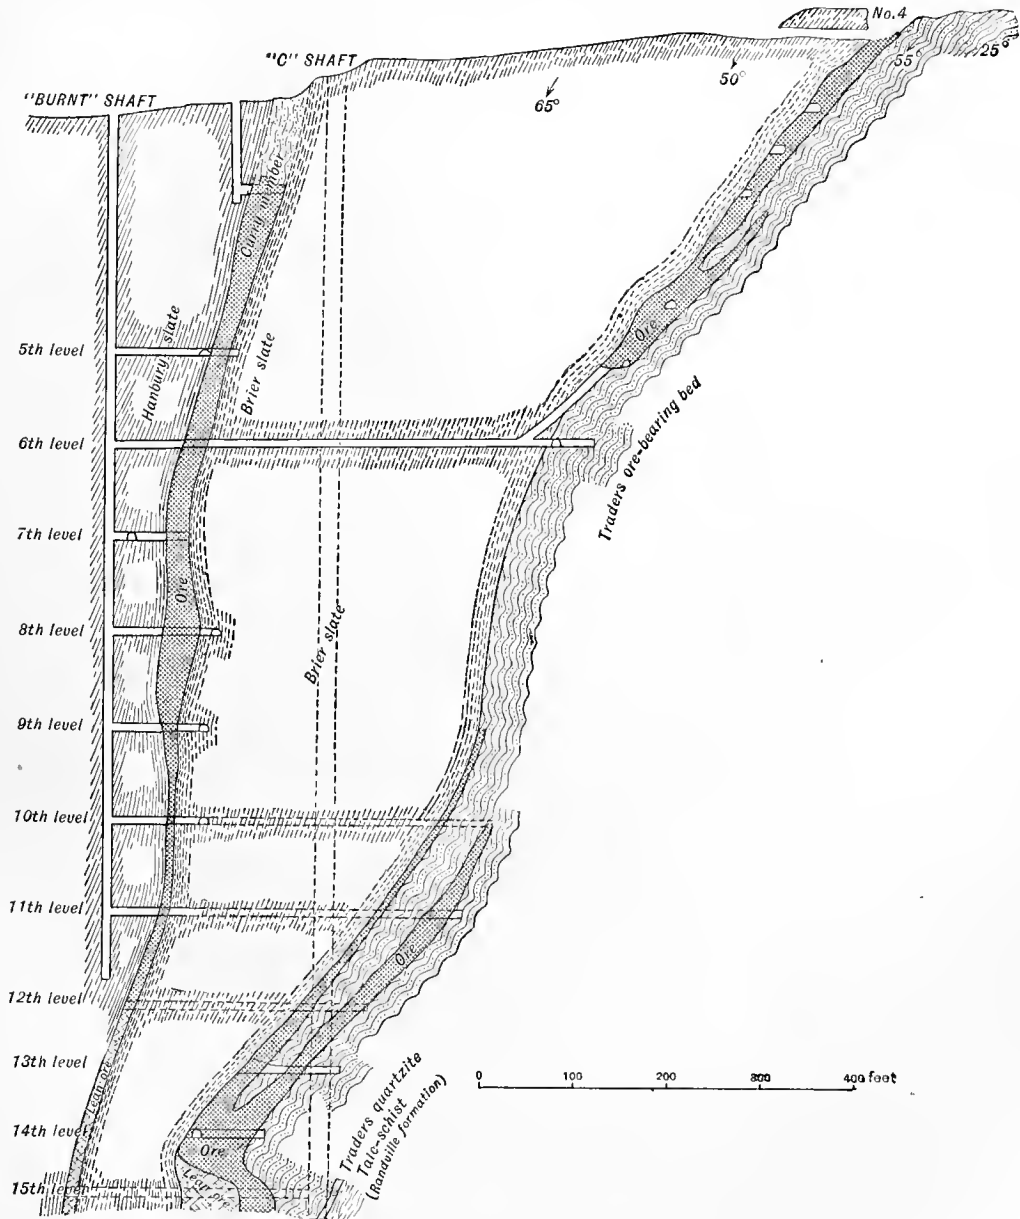 No.4
"C" SHAFT
55°
25°
50°
"BURNT" SHAFT
65°
Curry member
Hanbury slate
Brier slate
Ore
5th level
Traders ore-bearing bed
6th level
7th level
Ore
8th level
Brier slate
9th level
10th level
11th level
Ore
12th level
13th level
0 100 200 300 400 feet
Lean ore
14th level
Ore
Traders quartzite
Talc-schist
(Randville formation)
Lean ore
15th level